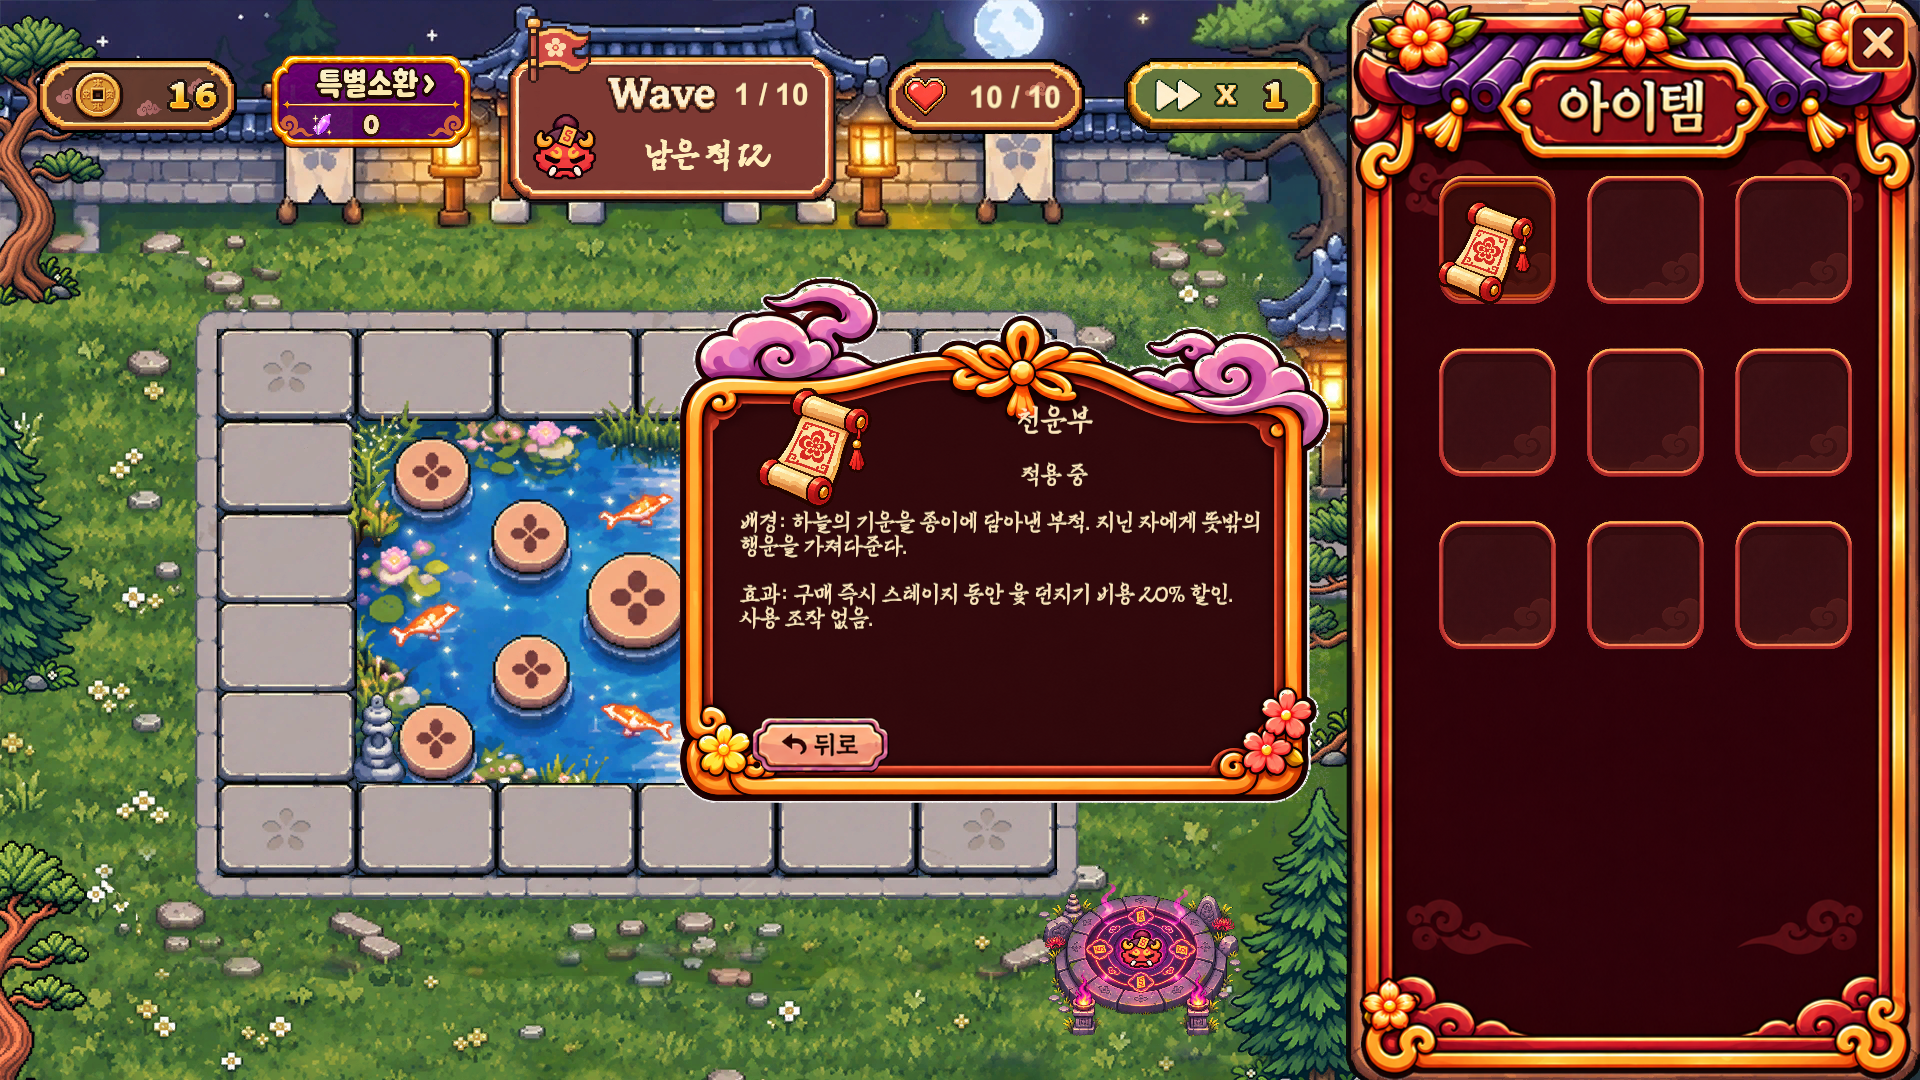 16
특별소환 ›
0
Wave 1 / 10
남은 적 12
10 / 10
x 1
아이템
천운부
적용 중
배경: 하늘의 기운을 종이에 담아낸 부적. 지닌 자에게 뜻밖의
행운을 가져다준다.
효과: 구매 즉시 스테이지 동안 윷 던지기 비용 20% 할인.
사용 조작 없음.
뒤로